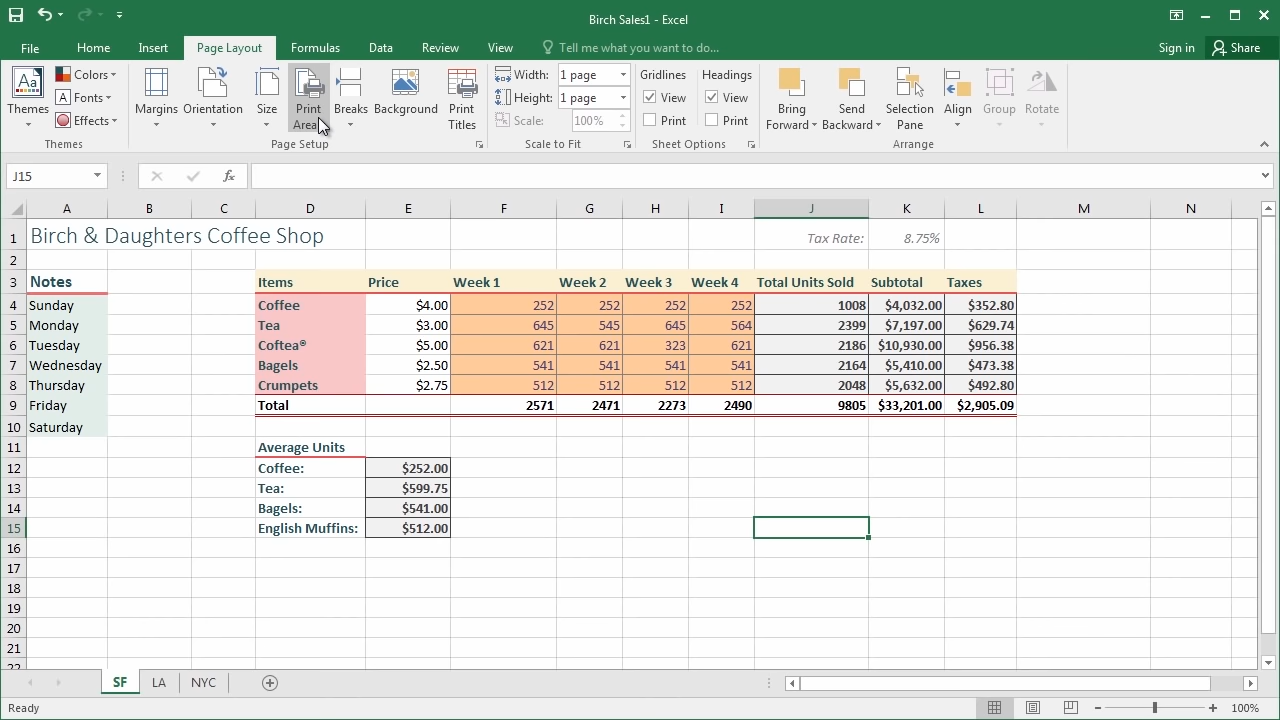 Birch Sales1 - Excel
File Home Insert Page Layout Formulas Data Review View Tell me what you want to do... Sign in Share
Aa Colors Width: 1 page Gridlines Headings
A Fonts Height: 1 page View View
Themes Effects Margins Orientation Size Print Area Breaks Background Print Titles Scale: 100% Print Print Bring Forward Send Backward Selection Pane Align Group Rotate
Themes Page Setup Scale to Fit Sheet Options Arrange
J15 fx
A B C D E F G H I J K L M N
1 Birch & Daughters Coffee Shop Tax Rate: 8.75%
2
3 Notes Items Price Week 1 Week 2 Week 3 Week 4 Total Units Sold Subtotal Taxes
4 Sunday Coffee $4.00 252 252 252 252 1008 $4,032.00 $352.80
5 Monday Tea $3.00 645 545 645 564 2399 $7,197.00 $629.74
6 Tuesday Coftea® $5.00 621 621 323 621 2186 $10,930.00 $956.38
7 Wednesday Bagels $2.50 541 541 541 541 2164 $5,410.00 $473.38
8 Thursday Crumpets $2.75 512 512 512 512 2048 $5,632.00 $492.80
9 Friday Total 2571 2471 2273 2490 9805 $33,201.00 $2,905.09
10 Saturday
11 Average Units
12 Coffee: $252.00
13 Tea: $599.75
14 Bagels: $541.00
15 English Muffins: $512.00
16
17
18
19
20
21
22
SF LA NYC
Ready 100%